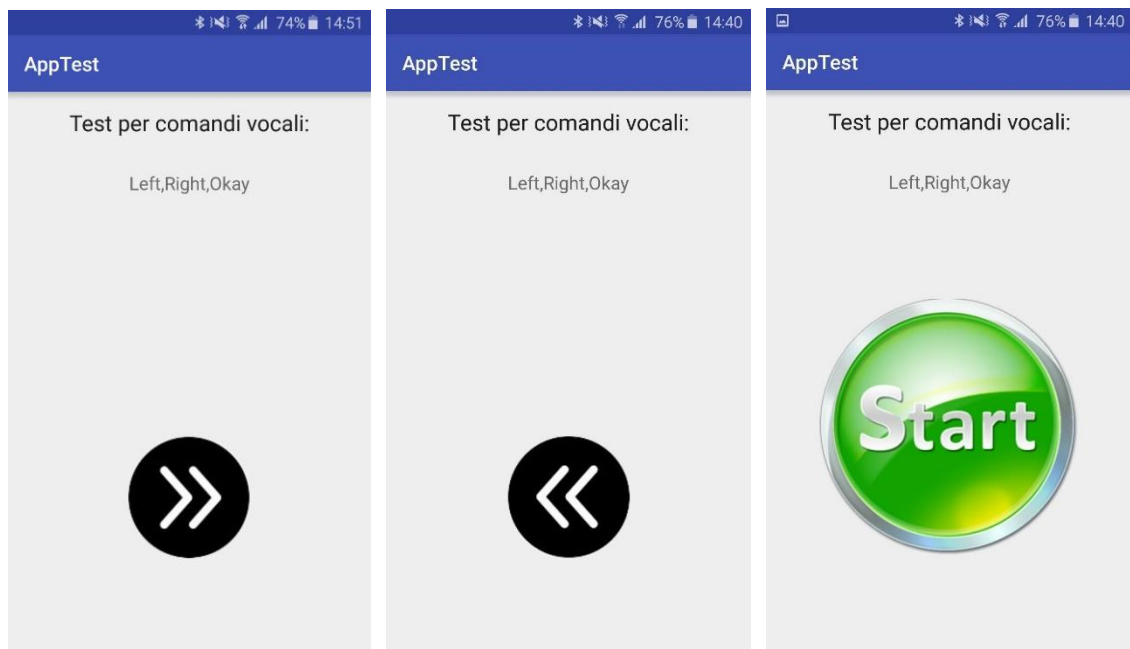 74% 14:51
AppTest
Test per comandi vocali:
Left,Right,Okay
76% 14:40
AppTest
Test per comandi vocali:
Left,Right,Okay
76% 14:40
AppTest
Test per comandi vocali:
Left,Right,Okay
Start